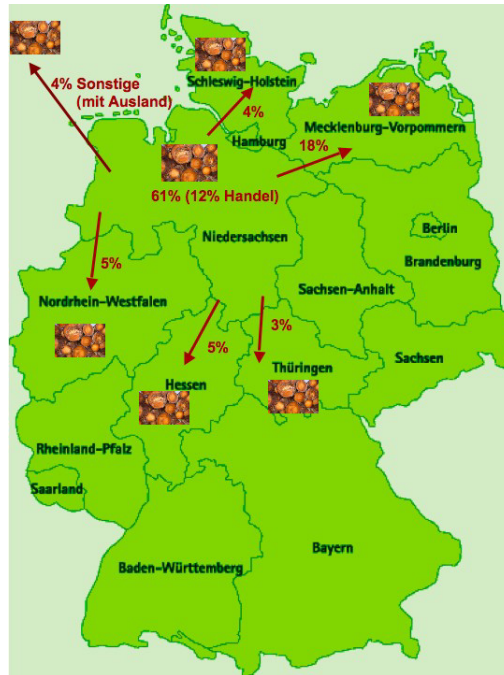 4% Sonstige
(mit Ausland)
Schleswig-Holstein
4%
Mecklenburg-Vorpommern
Hamburg
18%
61% (12% Handel)
Niedersachsen
Berlin
Brandenburg
5%
Sachsen-Anhalt
Nordrhein-Westfalen
5%
3%
Hessen
Thüringen
Sachsen
Rheinland-Pfalz
Saarland
Bayern
Baden-Württemberg